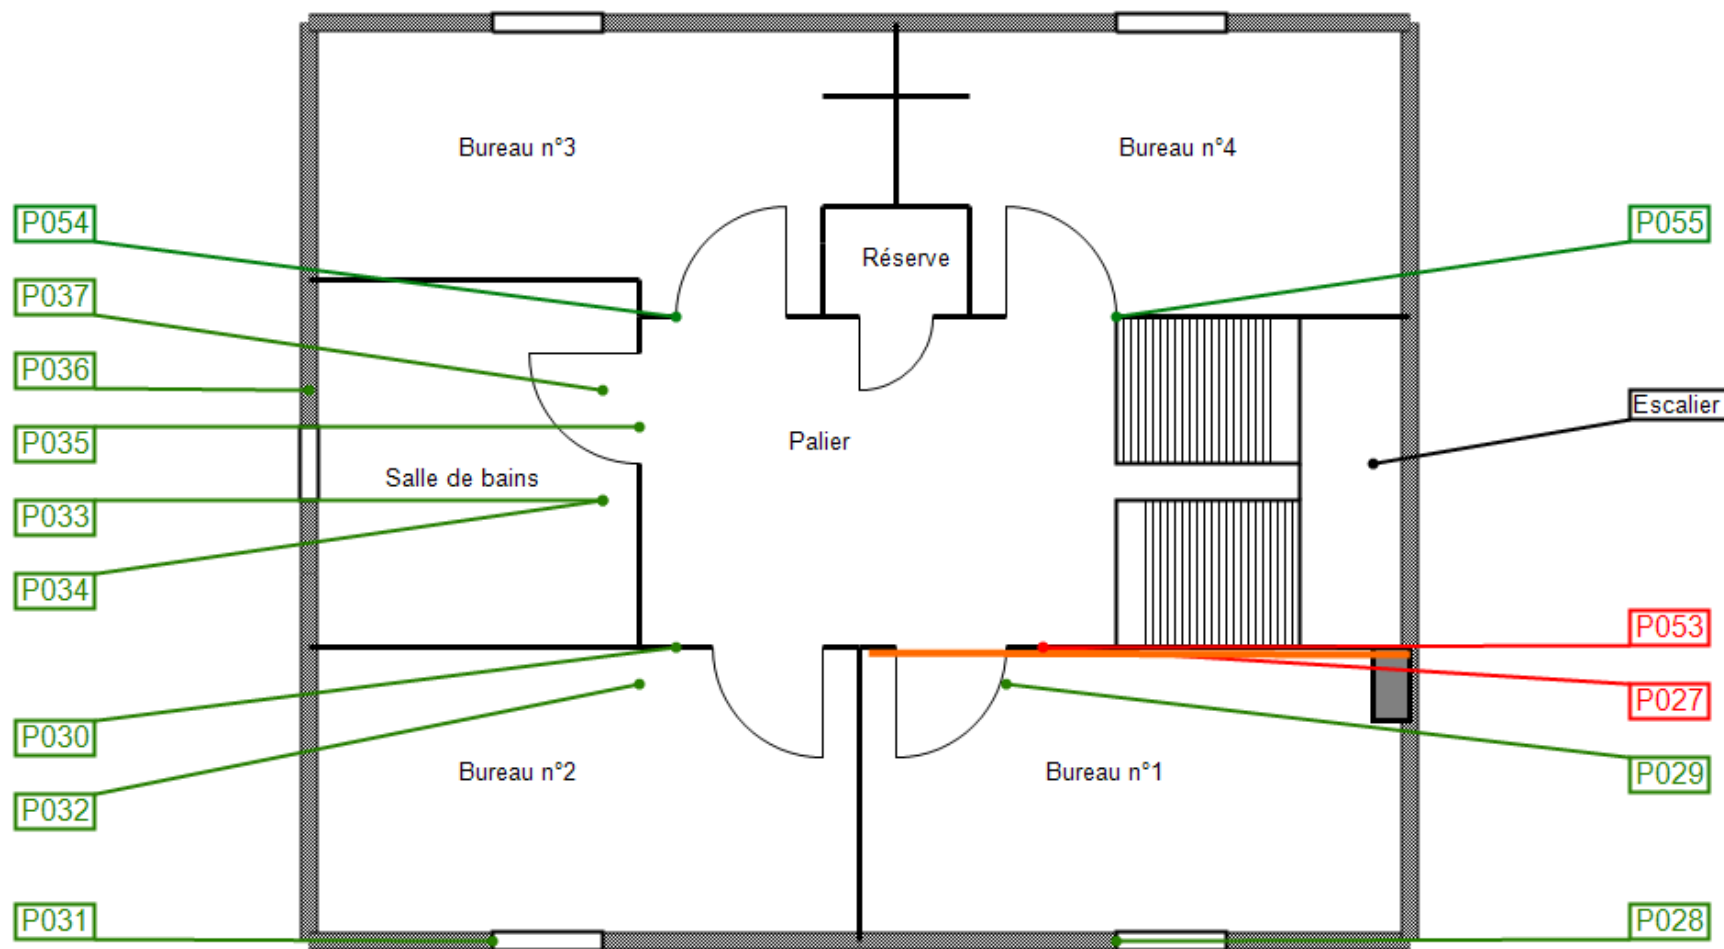 Bureau n°3
Bureau n°4
P054
P055
Réserve
P037
P036
Escalier
P035
Palier
Salle de bains
P033
P034
P053
P027
P030
P029
Bureau n°2
Bureau n°1
P032
P031
P028